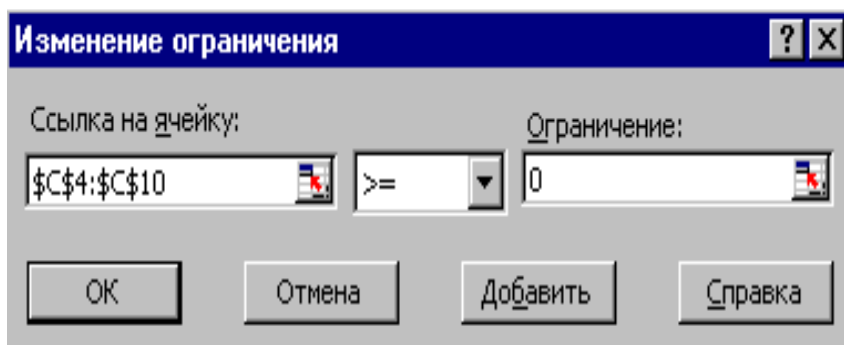 Изменение ограничения ? X
Ссылка на ячейку: Ограничение:
$C$4:$C$10 >= 0
ОК Отмена Добавить Справка